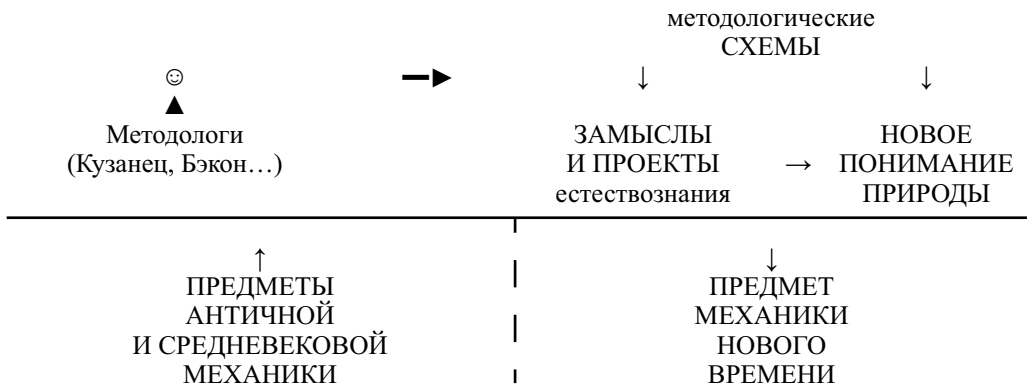 методологические
СХЕМЫ
Методологи
(Кузанец, Бэкон…)
ЗАМЫСЛЫ
И ПРОЕКТЫ
естествознания
НОВОЕ
ПОНИМАНИЕ
ПРИРОДЫ
ПРЕДМЕТЫ
АНТИЧНОЙ
И СРЕДНЕВЕКОВОЙ
МЕХАНИКИ
ПРЕДМЕТ
МЕХАНИКИ
НОВОГО
ВРЕМЕНИ